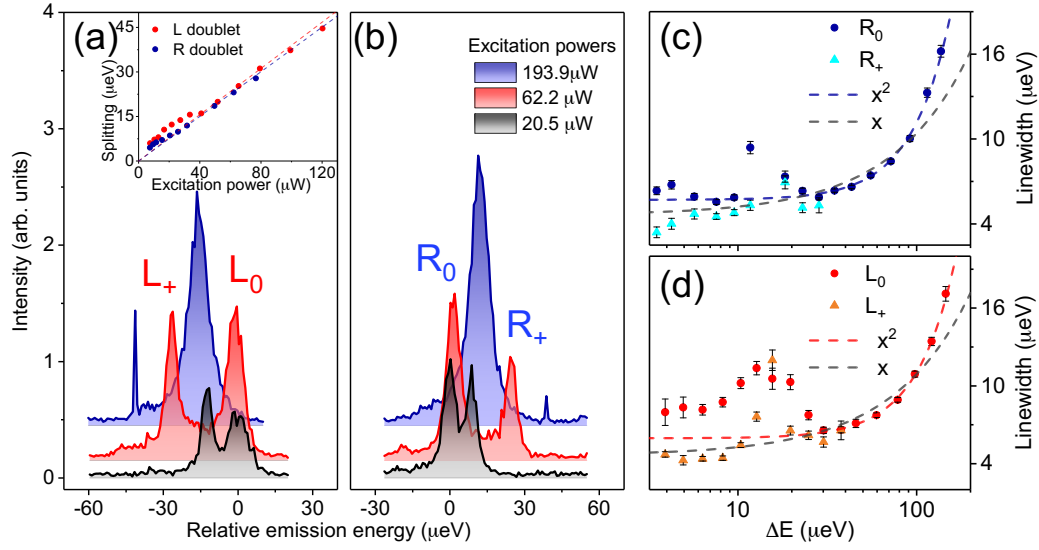 (a)
L doublet
R doublet
Splitting (μeV)
45
30
15
0
0
40
80
120
Excitation power (μW)
L₊
L₀
Intensity (arb. units)
4
3
2
1
0
-60
-30
0
(b)
Excitation powers
193.9μW
62.2 μW
20.5 μW
R₀
R₊
0
30
60
Relative emission energy (μeV)
(c)
R₀
R₊
x²
x
16
10
4
Linewidth (μeV)
(d)
L₀
L₊
x²
x
16
10
4
Linewidth (μeV)
10
100
ΔE (μeV)